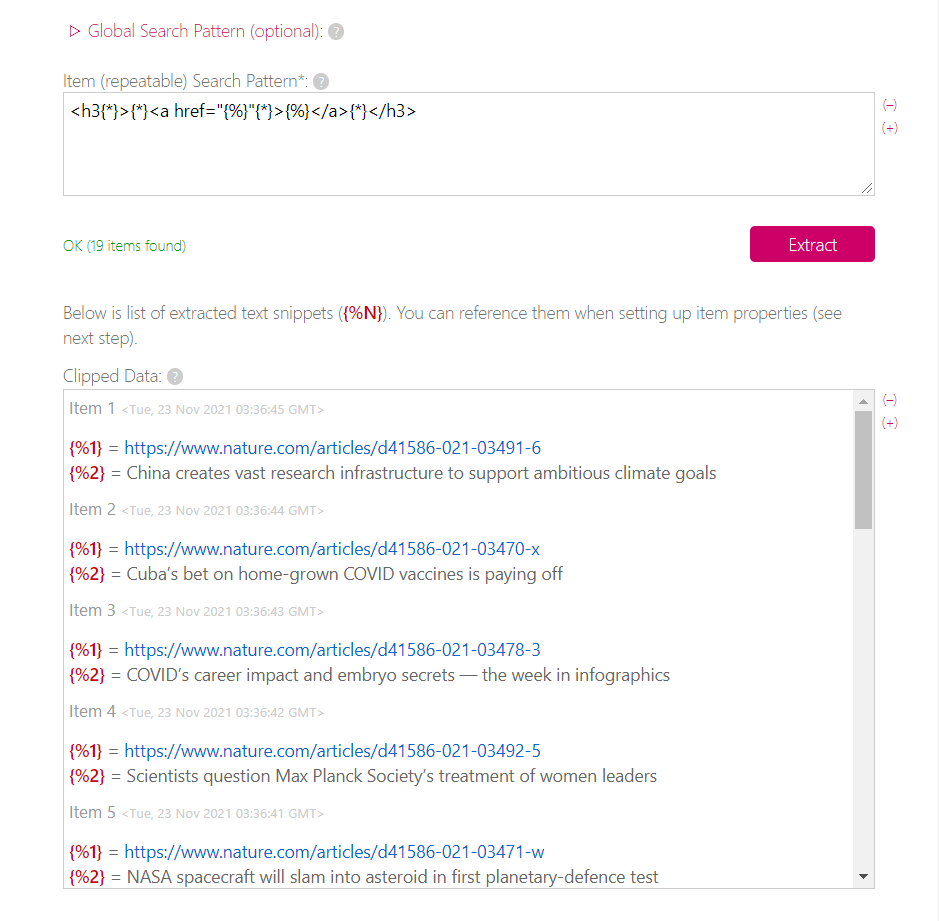 ▷ Global Search Pattern (optional): ?
Item (repeatable) Search Pattern*: ?
<h3{*}>{*}<a href="{%}"{*}>{%}</a>{*}</h3>
(–)
(+)
OK (19 items found)
Extract
Below is list of extracted text snippets ({%N}). You can reference them when setting up item properties (see
next step).
Clipped Data: ?
(–)
(+)
Item 1 <Tue, 23 Nov 2021 03:36:45 GMT>
{%1} = https://www.nature.com/articles/d41586-021-03491-6
{%2} = China creates vast research infrastructure to support ambitious climate goals
Item 2 <Tue, 23 Nov 2021 03:36:44 GMT>
{%1} = https://www.nature.com/articles/d41586-021-03470-x
{%2} = Cuba’s bet on home-grown COVID vaccines is paying off
Item 3 <Tue, 23 Nov 2021 03:36:43 GMT>
{%1} = https://www.nature.com/articles/d41586-021-03478-3
{%2} = COVID’s career impact and embryo secrets — the week in infographics
Item 4 <Tue, 23 Nov 2021 03:36:42 GMT>
{%1} = https://www.nature.com/articles/d41586-021-03492-5
{%2} = Scientists question Max Planck Society’s treatment of women leaders
Item 5 <Tue, 23 Nov 2021 03:36:41 GMT>
{%1} = https://www.nature.com/articles/d41586-021-03471-w
{%2} = NASA spacecraft will slam into asteroid in first planetary-defence test